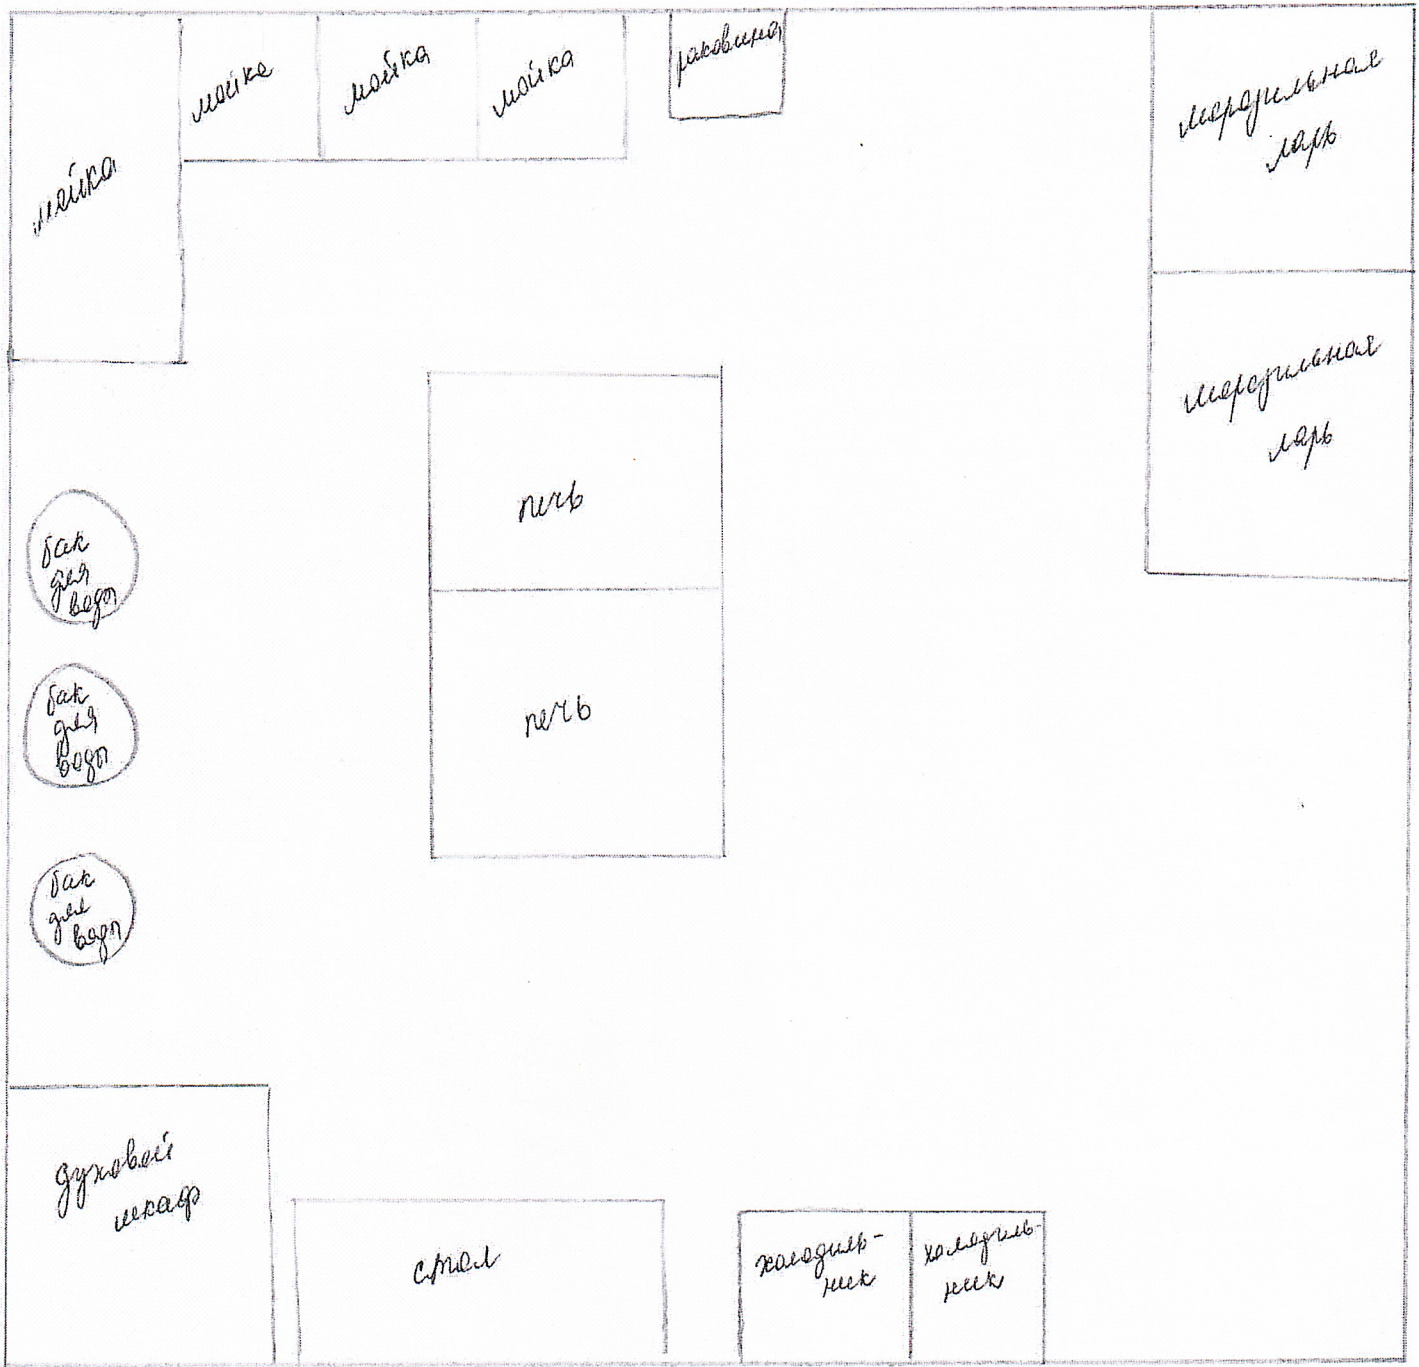 мойка
мойка
мойка
раковина
морозильная
ларь
мойка
морозильная
ларь
печь
бак
для
воды
печь
бак
для
воды
бак
для
воды
духовой
шкаф
стол
холодиль-
ник
холодиль-
ник